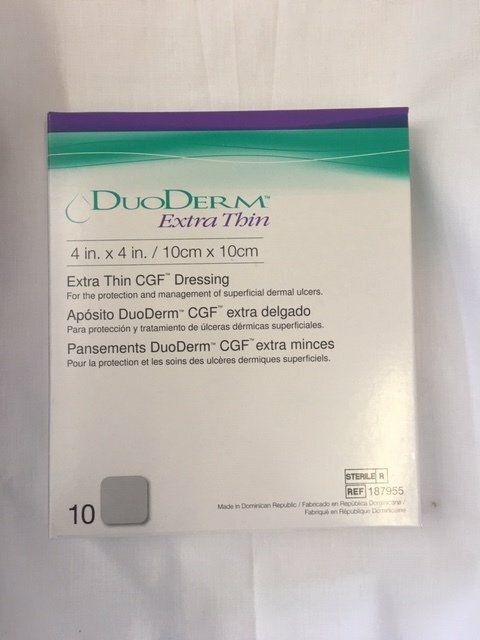 DUODERM™
Extra Thin
4 in. x 4 in. / 10cm x 10cm
Extra Thin CGF™ Dressing
For the protection and management of superficial dermal ulcers.
Apósito DuoDerm™ CGF™ extra delgado
Para protección y tratamiento de úlceras dérmicas superficiales.
Pansements DuoDerm™ CGF™ extra minces
Pour la protection et les soins des ulcères dermiques superficiels.
STERILE R
REF 187955
10
Made in Dominican Republic / Fabricado en República Dominicana /
Fabriqué en République Dominicaine